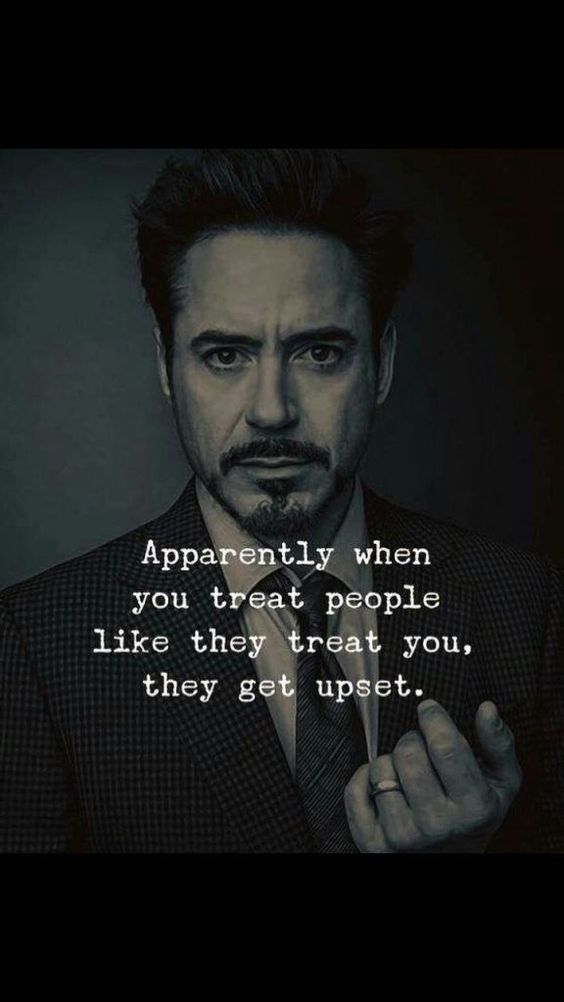 Apparently when
you treat people
like they treat you,
they get upset.